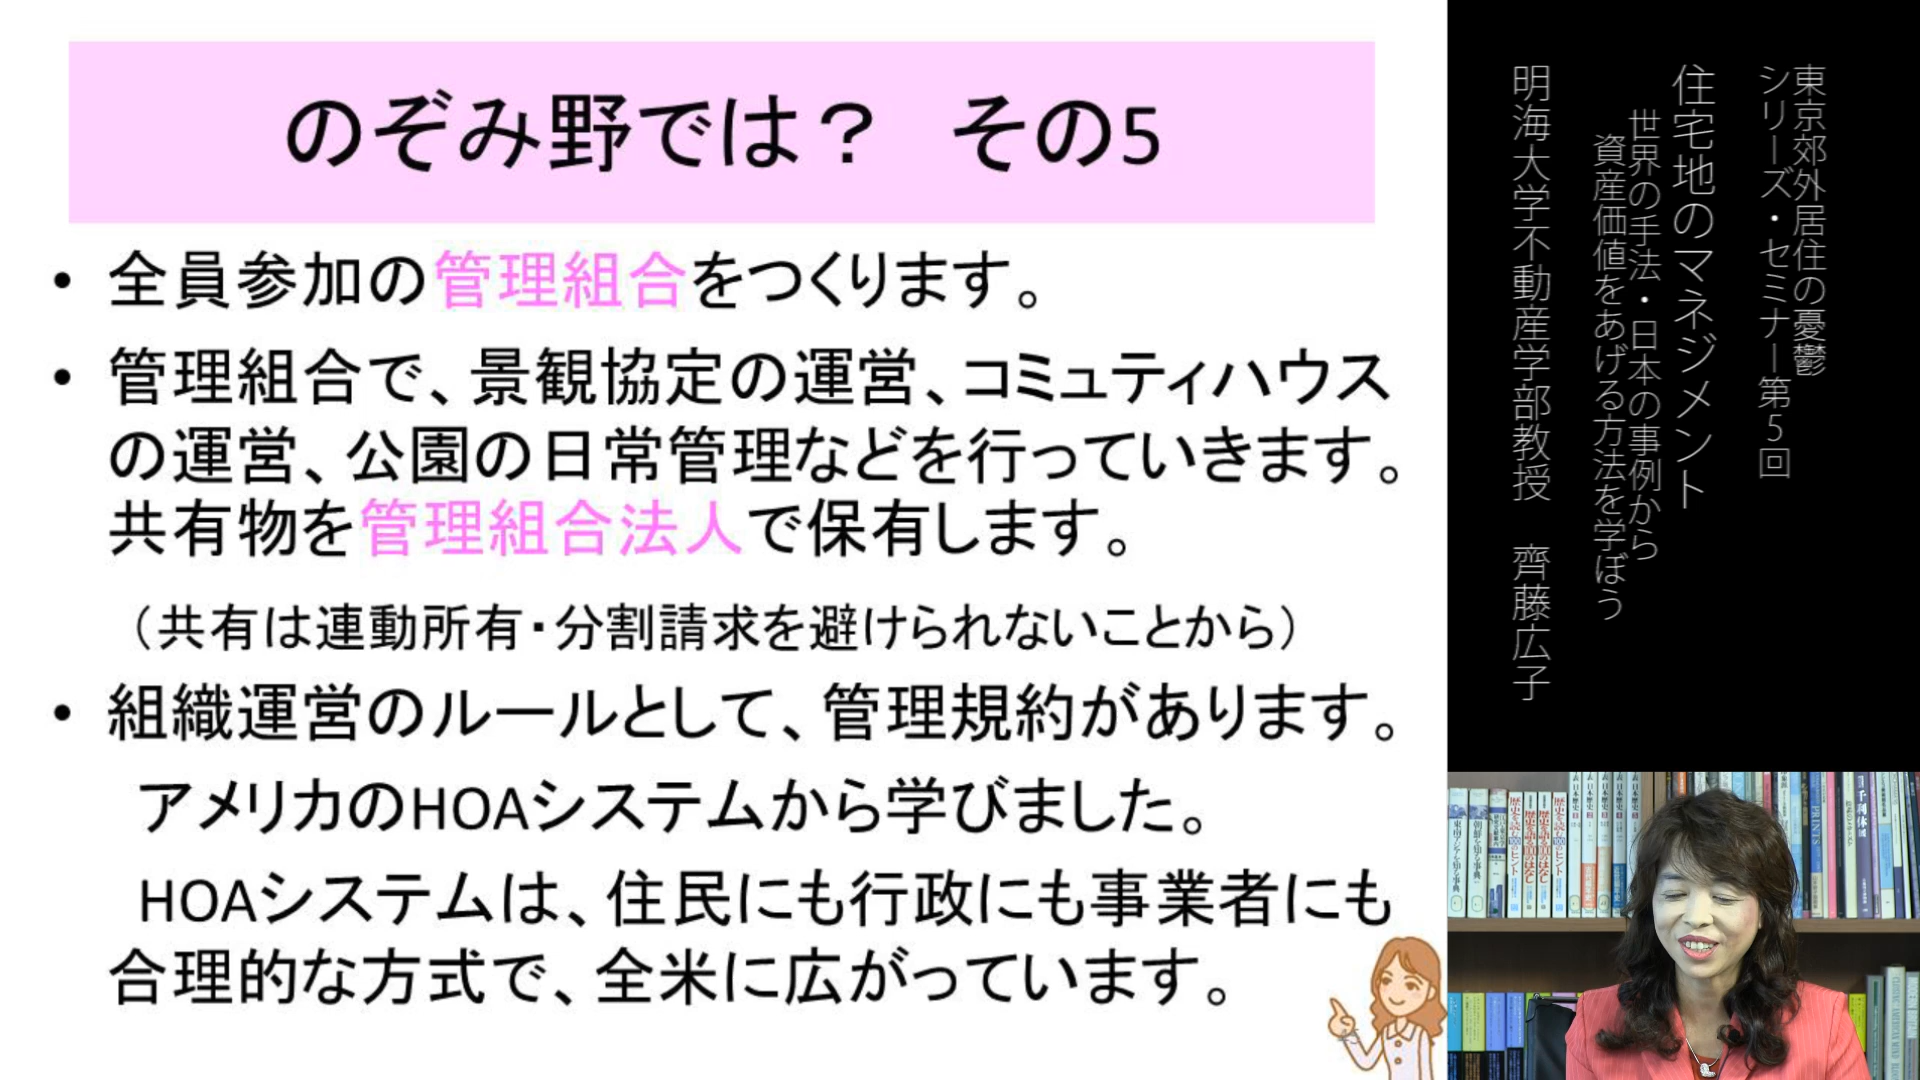 のぞみ野では？　その5
• 全員参加の管理組合をつくります。
• 管理組合で、景観協定の運営、コミュティハウス
の運営、公園の日常管理などを行っていきます。
共有物を管理組合法人で保有します。
（共有は連動所有・分割請求を避けられないことから）
• 組織運営のルールとして、管理規約があります。
アメリカのHOAシステムから学びました。
HOAシステムは、住民にも行政にも事業者にも
合理的な方式で、全米に広がっています。
東京郊外居住の憂鬱
シリーズ・セミナー第5回
住宅地のマネジメント
世界の手法・日本の事例から
資産価値をあげる方法を学ぼう
明海大学不動産学部教授　齊藤広子